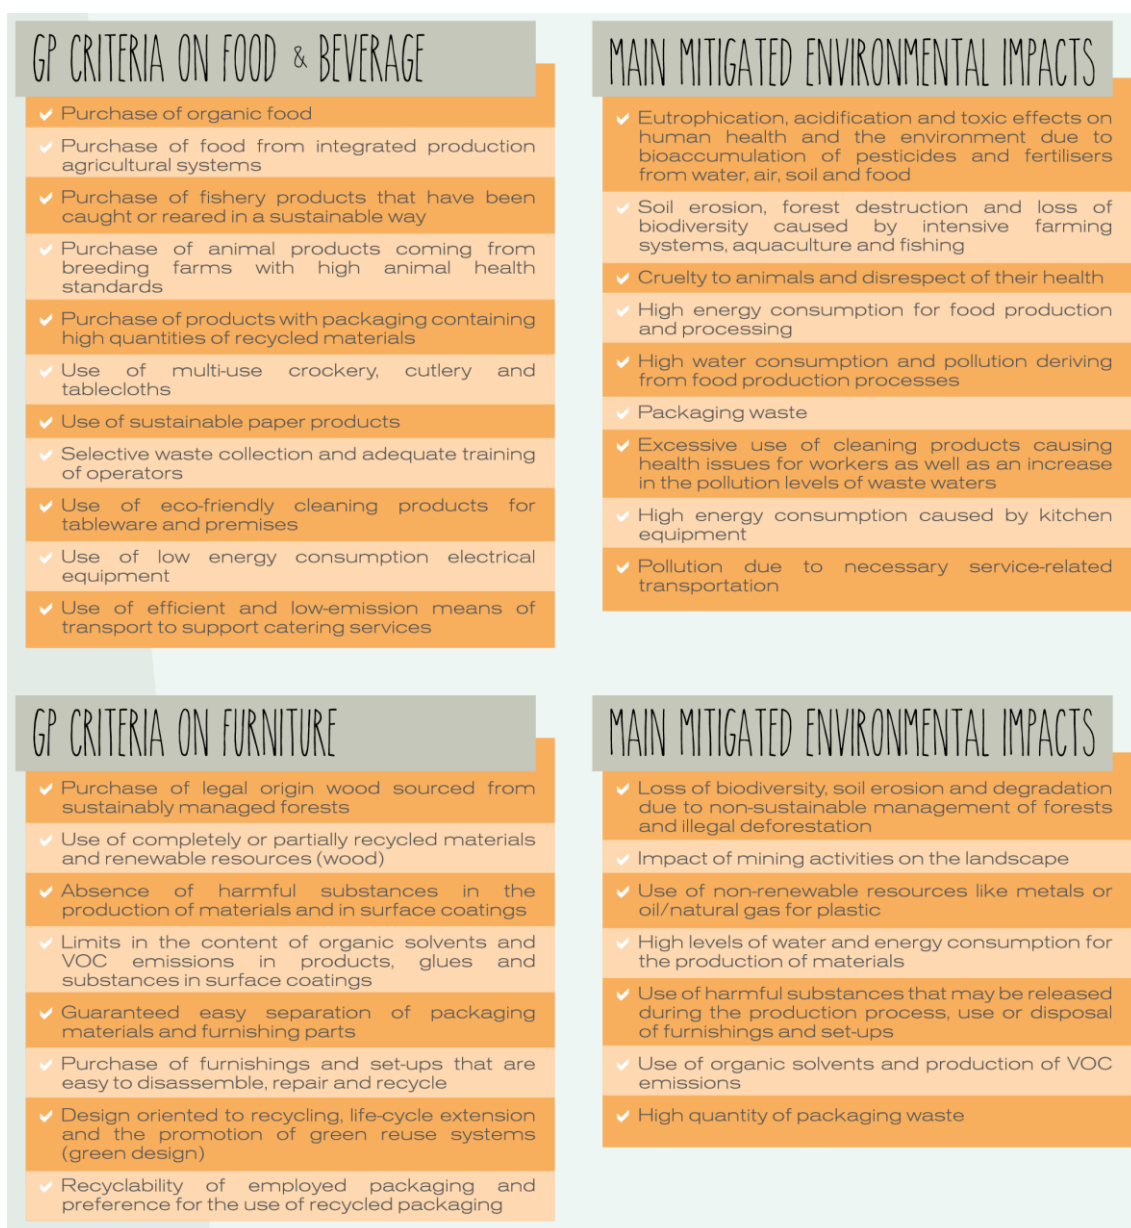 GP CRITERIA ON FOOD & BEVERAGE
Purchase of organic food
Purchase of food from integrated production
agricultural systems
Purchase of fishery products that have been
caught or reared in a sustainable way
Purchase of animal products coming from
breeding farms with high animal health
standards
Purchase of products with packaging containing
high quantities of recycled materials
Use of multi-use crockery, cutlery and
tablecloths
Use of sustainable paper products
Selective waste collection and adequate training
of operators
Use of eco-friendly cleaning products for
tableware and premises
Use of low energy consumption electrical
equipment
Use of efficient and low-emission means of
transport to support catering services
MAIN MITIGATED ENVIRONMENTAL IMPACTS
Eutrophication, acidification and toxic effects on
human health and the environment due to
bioaccumulation of pesticides and fertilisers
from water, air, soil and food
Soil erosion, forest destruction and loss of
biodiversity caused by intensive farming
systems, aquaculture and fishing
Cruelty to animals and disrespect of their health
High energy consumption for food production
and processing
High water consumption and pollution deriving
from food production processes
Packaging waste
Excessive use of cleaning products causing
health issues for workers as well as an increase
in the pollution levels of waste waters
High energy consumption caused by kitchen
equipment
Pollution due to necessary service-related
transportation
GP CRITERIA ON FURNITURE
Purchase of legal origin wood sourced from
sustainably managed forests
Use of completely or partially recycled materials
and renewable resources (wood)
Absence of harmful substances in the
production of materials and in surface coatings
Limits in the content of organic solvents and
VOC emissions in products, glues and
substances in surface coatings
Guaranteed easy separation of packaging
materials and furnishing parts
Purchase of furnishings and set-ups that are
easy to disassemble, repair and recycle
Design oriented to recycling, life-cycle extension
and the promotion of green reuse systems
(green design)
Recyclability of employed packaging and
preference for the use of recycled packaging
MAIN MITIGATED ENVIRONMENTAL IMPACTS
Loss of biodiversity, soil erosion and degradation
due to non-sustainable management of forests
and illegal deforestation
Impact of mining activities on the landscape
Use of non-renewable resources like metals or
oil/natural gas for plastic
High levels of water and energy consumption for
the production of materials
Use of harmful substances that may be released
during the production process, use or disposal
of furnishings and set-ups
Use of organic solvents and production of VOC
emissions
High quantity of packaging waste